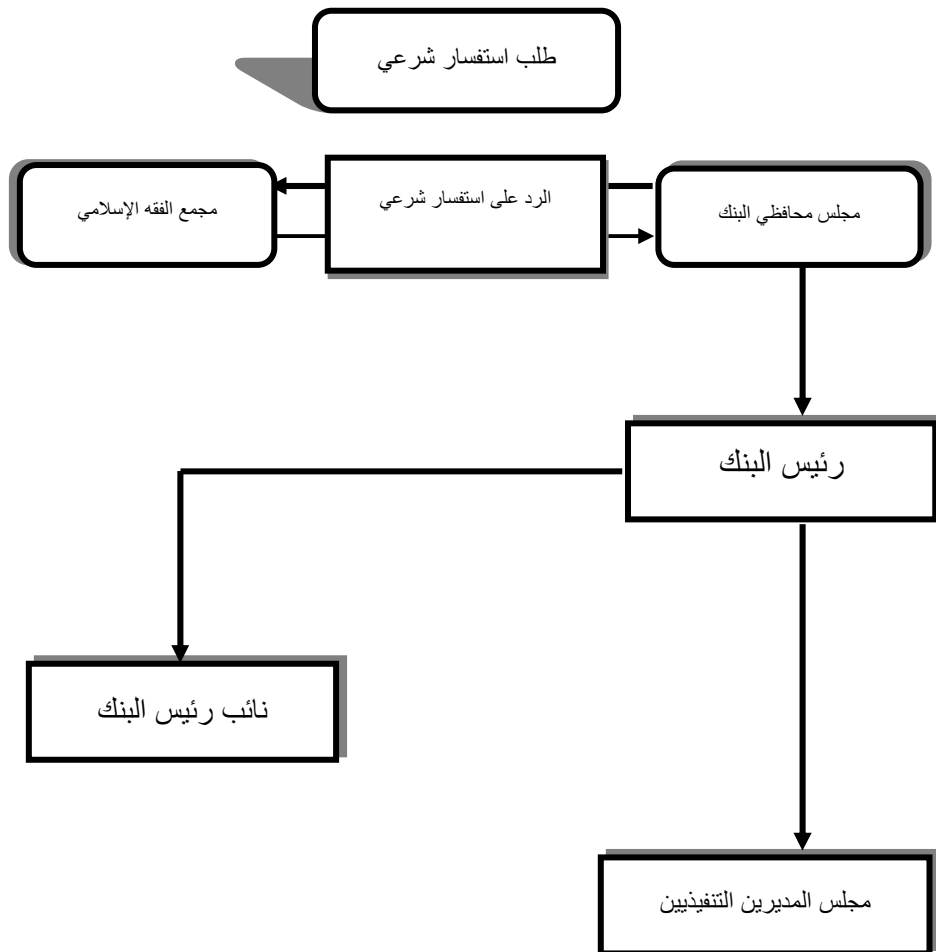 طلب استفسار شرعي
مجلس محافظي البنك
الرد على استفسار شرعي
مجمع الفقه الإسلامي
رئيس البنك
نائب رئيس البنك
مجلس المديرين التنفيذيين